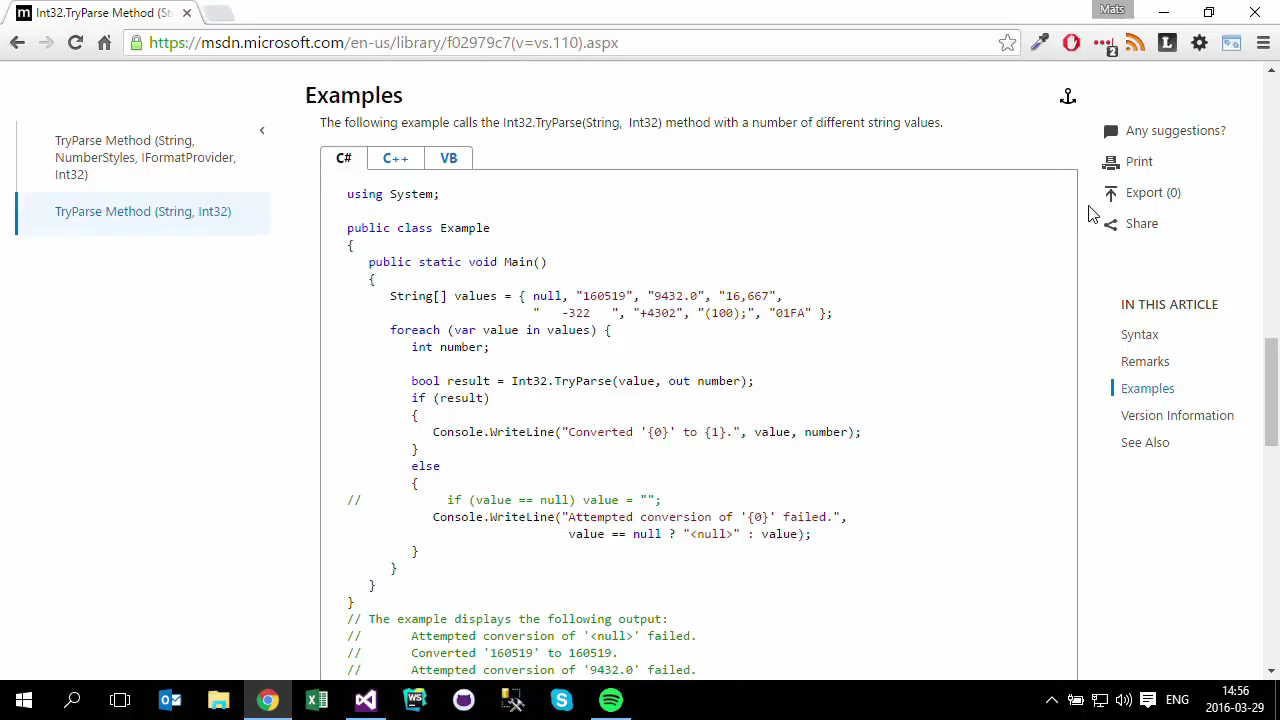 Int32.TryParse Method (St
Mats
https://msdn.microsoft.com/en-us/library/f02979c7(v=vs.110).aspx
2
TryParse Method (String,
NumberStyles, IFormatProvider,
Int32)
TryParse Method (String, Int32)
Examples
The following example calls the Int32.TryParse(String, Int32) method with a number of different string values.
C#
C++
VB
using System;
public class Example
{
public static void Main()
{
String[] values = { null, "160519", "9432.0", "16,667",
"   -322   ", "+4302", "(100);", "01FA" };
foreach (var value in values) {
int number;
bool result = Int32.TryParse(value, out number);
if (result)
{
Console.WriteLine("Converted '{0}' to {1}.", value, number);
}
else
{
//            if (value == null) value = "";
Console.WriteLine("Attempted conversion of '{0}' failed.",
value == null ? "<null>" : value);
}
}
}
}
// The example displays the following output:
//       Attempted conversion of '<null>' failed.
//       Converted '160519' to 160519.
//       Attempted conversion of '9432.0' failed.
Any suggestions?
Print
Export (0)
Share
IN THIS ARTICLE
Syntax
Remarks
Examples
Version Information
See Also
ENG
14:56
2016-03-29